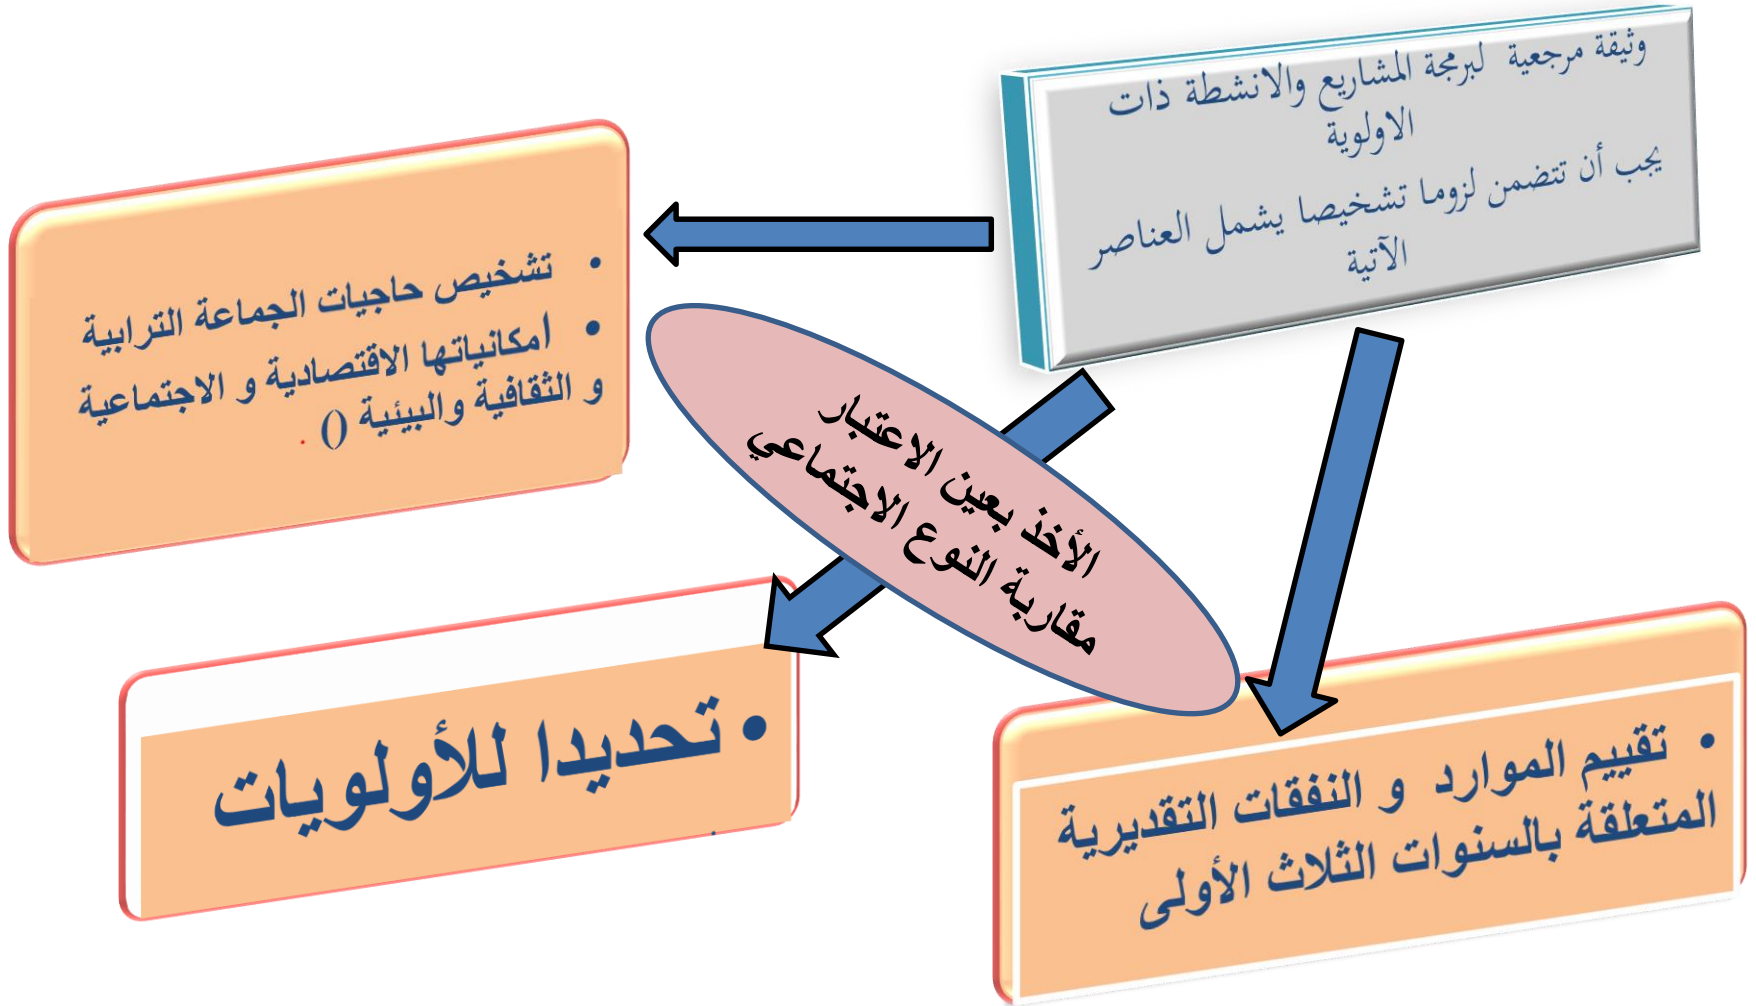 وثيقة مرجعية لبرمجة المشاريع والانشطة ذات
الاولوية
يجب أن تتضمن لزوما تشخيصا يشمل العناصر
الآتية
• تشخيص حاجيات الجماعة الترابية
• أمكانياتها الاقتصادية و الاجتماعية
و الثقافية والبيئية () .
الأخذ بعين الاعتبار
مقاربة النوع الاجتماعي
• تحديدا للأولويات
.
• تقييم الموارد و النفقات التقديرية
المتعلقة بالسنوات الثلاث الأولى